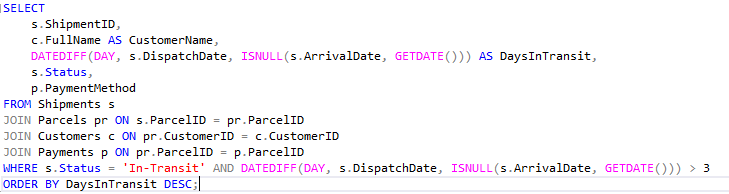 SELECT
    s.ShipmentID,
    c.FullName AS CustomerName,
    DATEDIFF(DAY, s.DispatchDate, ISNULL(s.ArrivalDate, GETDATE())) AS DaysInTransit,
    s.Status,
    p.PaymentMethod
FROM Shipments s
JOIN Parcels pr ON s.ParcelID = pr.ParcelID
JOIN Customers c ON pr.CustomerID = c.CustomerID
JOIN Payments p ON pr.ParcelID = p.ParcelID
WHERE s.Status = 'In-Transit' AND DATEDIFF(DAY, s.DispatchDate, ISNULL(s.ArrivalDate, GETDATE())) > 3
ORDER BY DaysInTransit DESC;